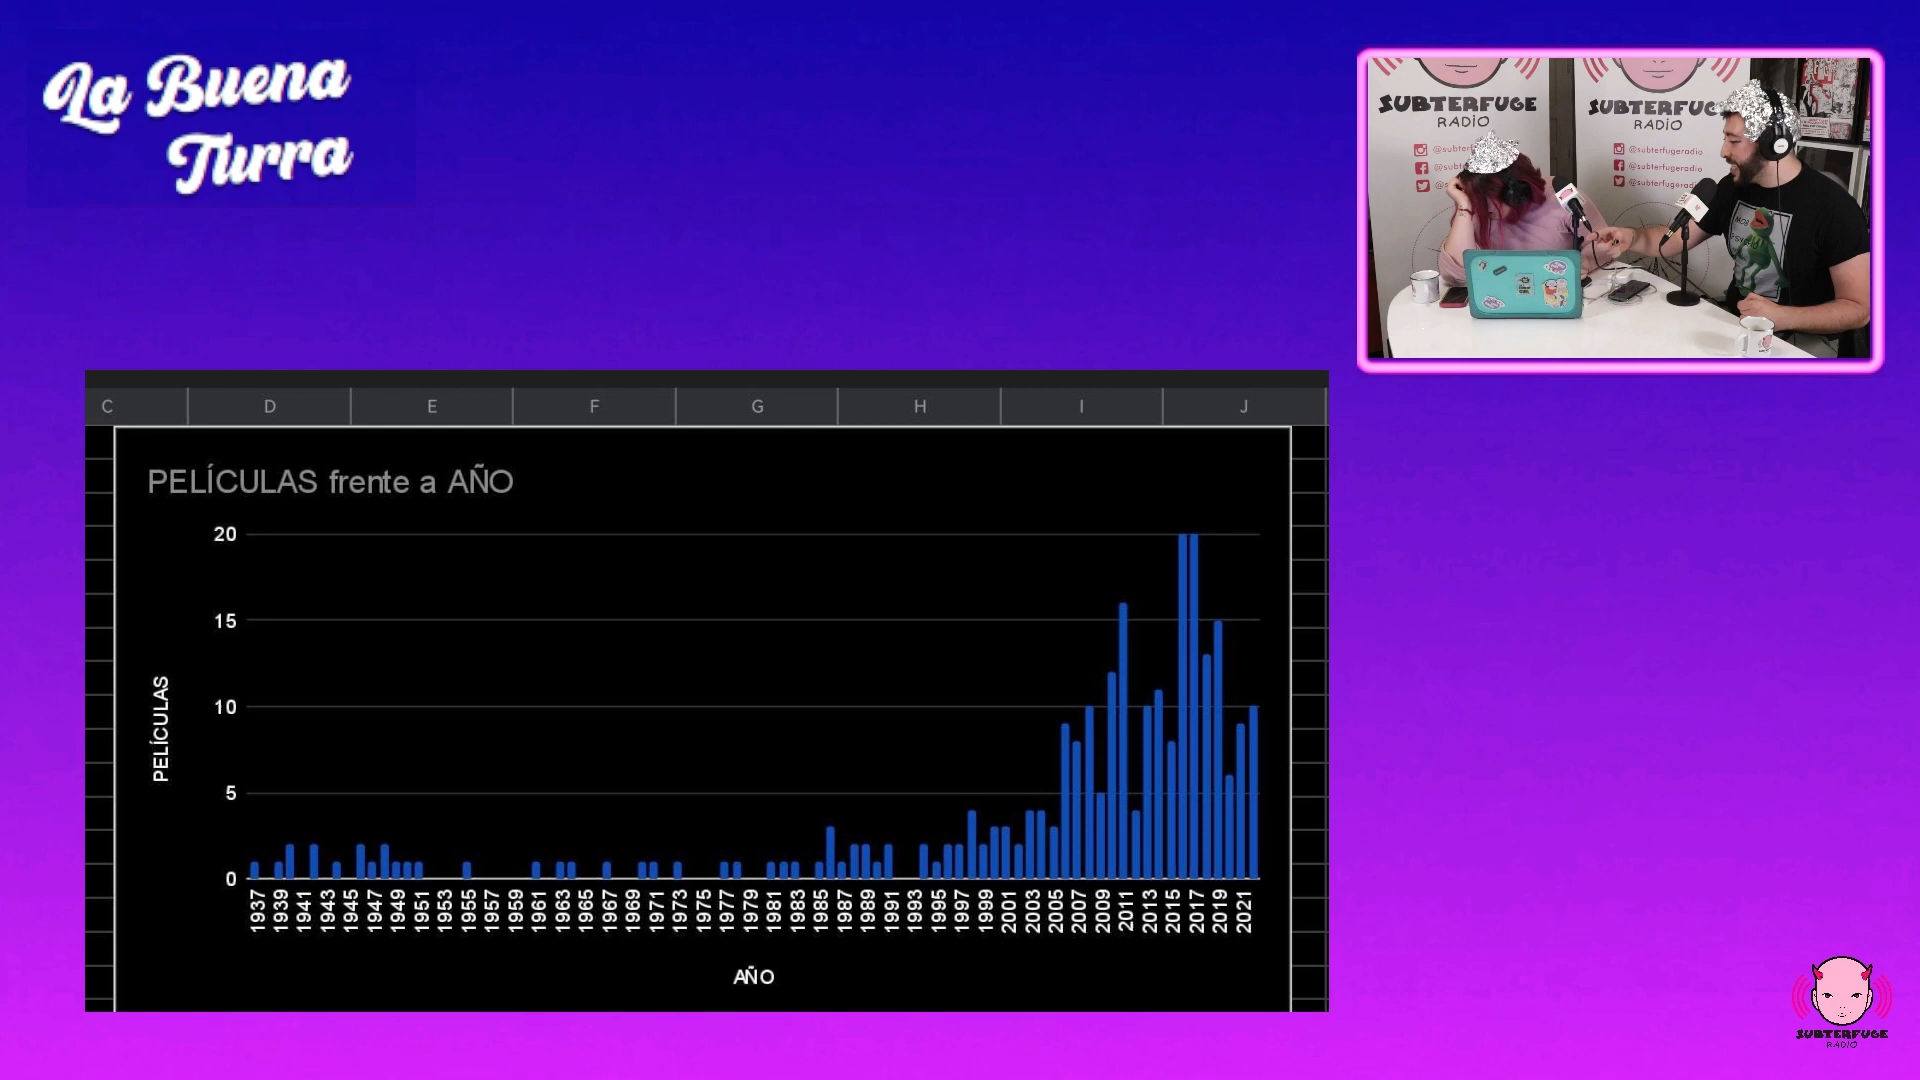 La Buena
Turra
SUBTERFUGE
RADIO
@subterfugeradio
@subterfugeradio
C D E F G H I J
PELÍCULAS frente a AÑO
20
15
10
5
0
PELÍCULAS
1937 1939 1941 1943 1945 1947 1949 1951 1953 1955 1957 1959 1961 1963 1965 1967 1969 1971 1973 1975 1977 1979 1981 1983 1985 1987 1989 1991 1993 1995 1997 1999 2001 2003 2005 2007 2009 2011 2013 2015 2017 2019 2021
AÑO
SUBTERFUGE
RADIO